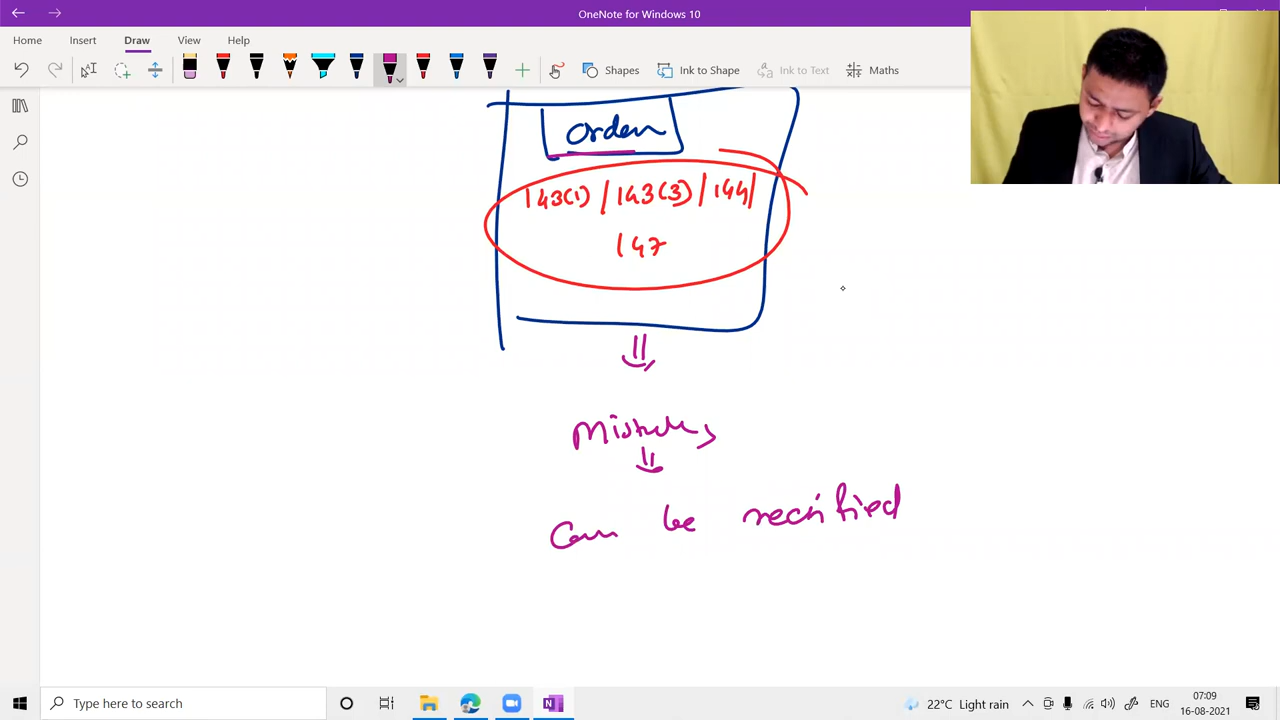 OneNote for Windows 10
Home Insert Draw View Help
Shapes Ink to Shape Ink to Text Maths
Order
143(1) / 143(3) / 144 /
147
Mistakes
Can be rectified
Type here to search
22°C Light rain ENG 07:09
16-08-2021